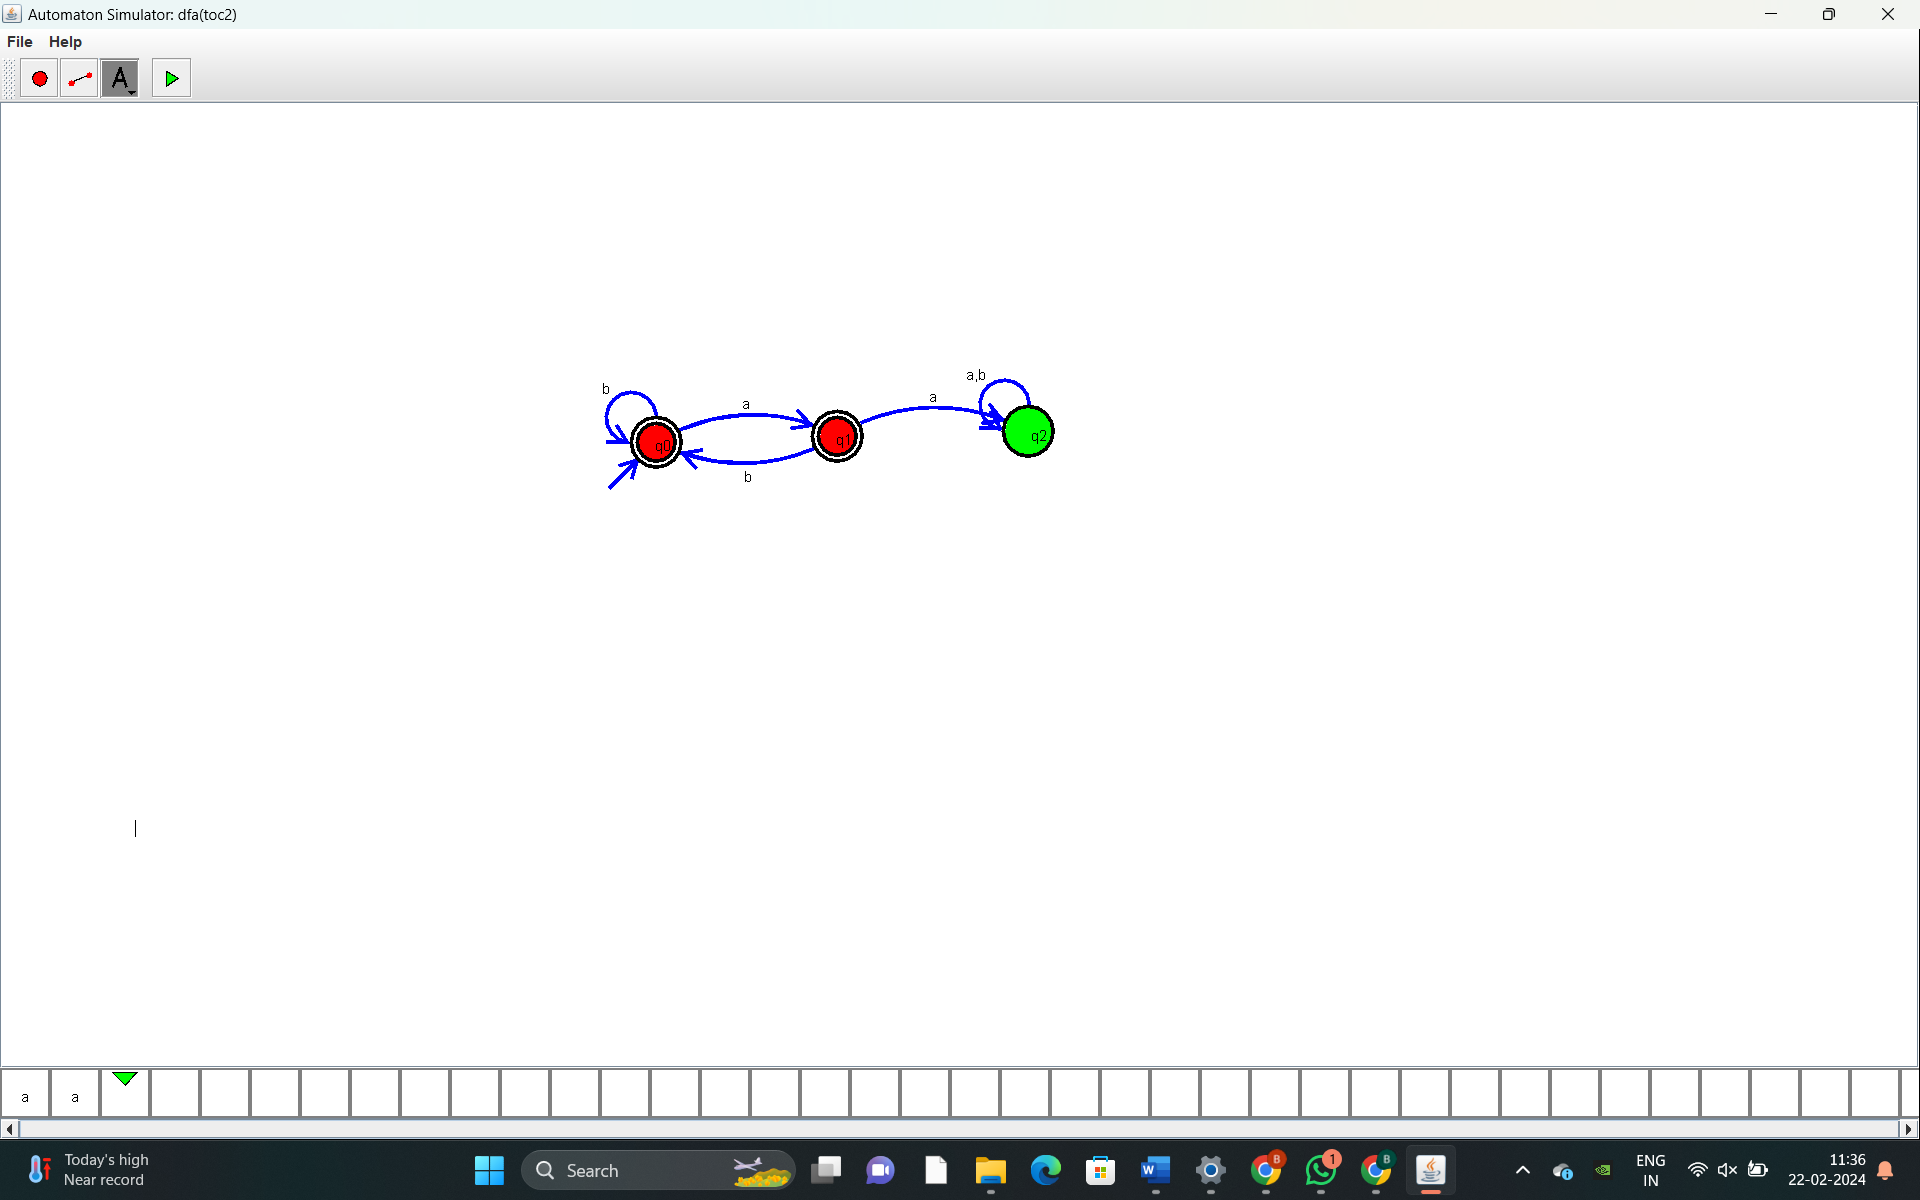 Automaton Simulator: dfa(toc2)
File Help
A
b
a
a
a,b
q0
q1
q2
b
a a
Today's high
Near record
Search
W
B
1
B
ENG
IN
11:36
22-02-2024